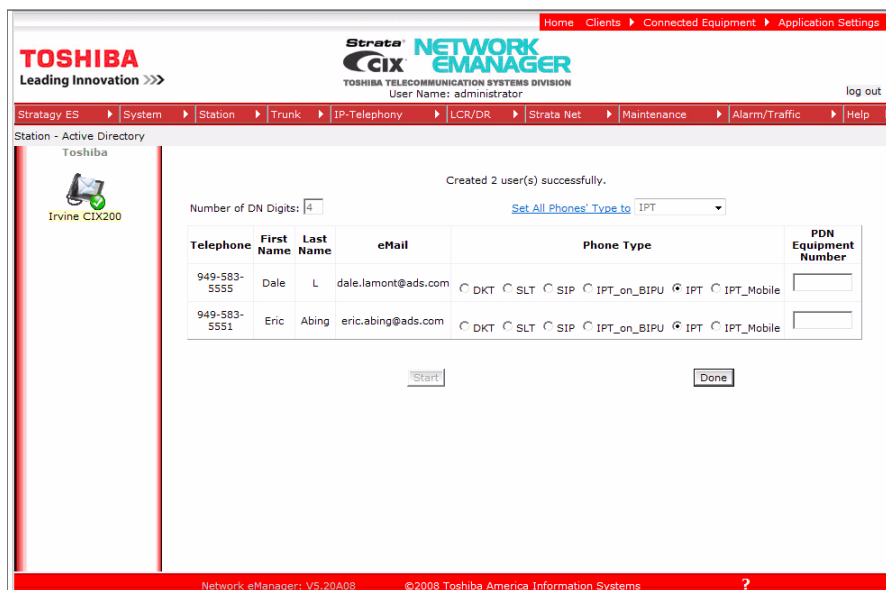 Home Clients Connected Equipment Application Settings
TOSHIBA
Leading Innovation >>>
Strata CIX NETWORK EMANAGER
TOSHIBA TELECOMMUNICATION SYSTEMS DIVISION
User Name: administrator
log out
Stratagy ES System Station Trunk IP-Telephony LCR/DR Strata Net Maintenance Alarm/Traffic Help
Station - Active Directory
Toshiba
Irvine CIX200
Created 2 user(s) successfully.
Number of DN Digits: 4 Set All Phones' Type to IPT
Telephone First Name Last Name eMail Phone Type PDN Equipment Number
949-583-5555 Dale L dale.lamont@ads.com DKT SLT SIP IPT_on_BIPU IPT IPT_Mobile
949-583-5551 Eric Abing eric.abing@ads.com DKT SLT SIP IPT_on_BIPU IPT IPT_Mobile
Start Done
Network eManager: V5.20A08 ©2008 Toshiba America Information Systems ?